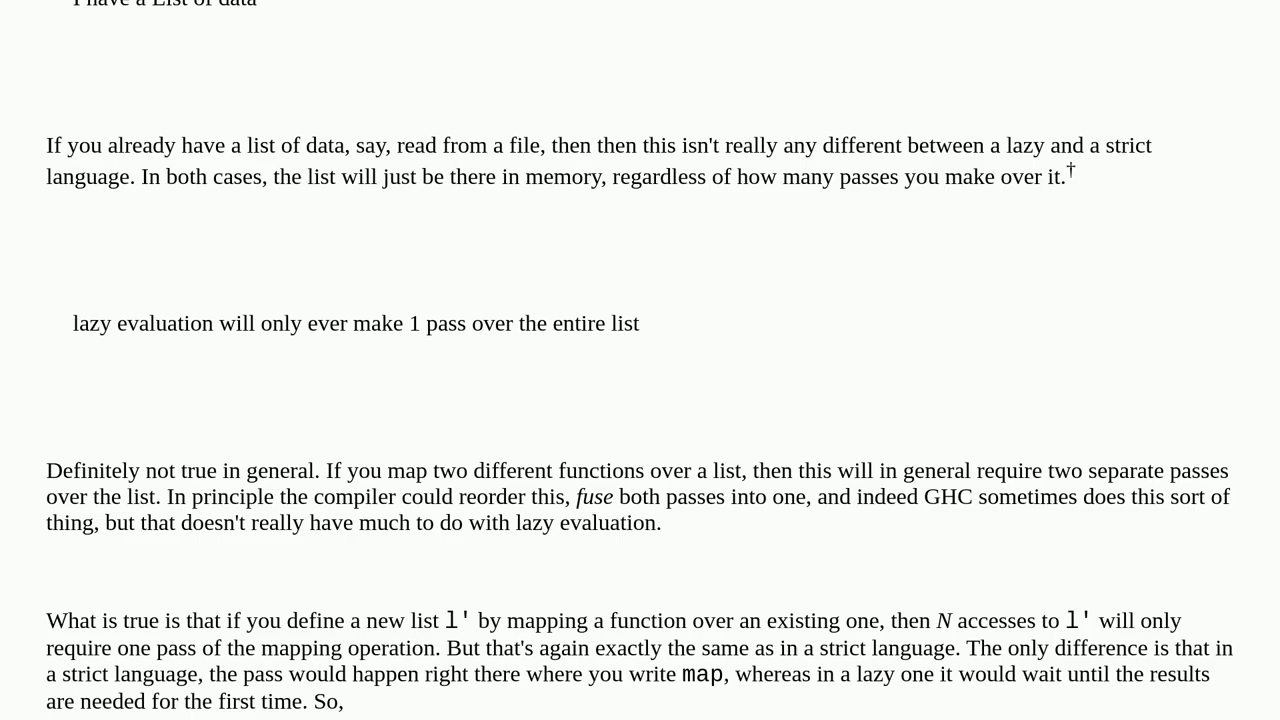 I have a List of data
If you already have a list of data, say, read from a file, then then this isn't really any different between a lazy and a strict
language. In both cases, the list will just be there in memory, regardless of how many passes you make over it.†
lazy evaluation will only ever make 1 pass over the entire list
Definitely not true in general. If you map two different functions over a list, then this will in general require two separate passes
over the list. In principle the compiler could reorder this, fuse both passes into one, and indeed GHC sometimes does this sort of
thing, but that doesn't really have much to do with lazy evaluation.
What is true is that if you define a new list l' by mapping a function over an existing one, then N accesses to l' will only
require one pass of the mapping operation. But that's again exactly the same as in a strict language. The only difference is that in
a strict language, the pass would happen right there where you write map, whereas in a lazy one it would wait until the results
are needed for the first time. So,